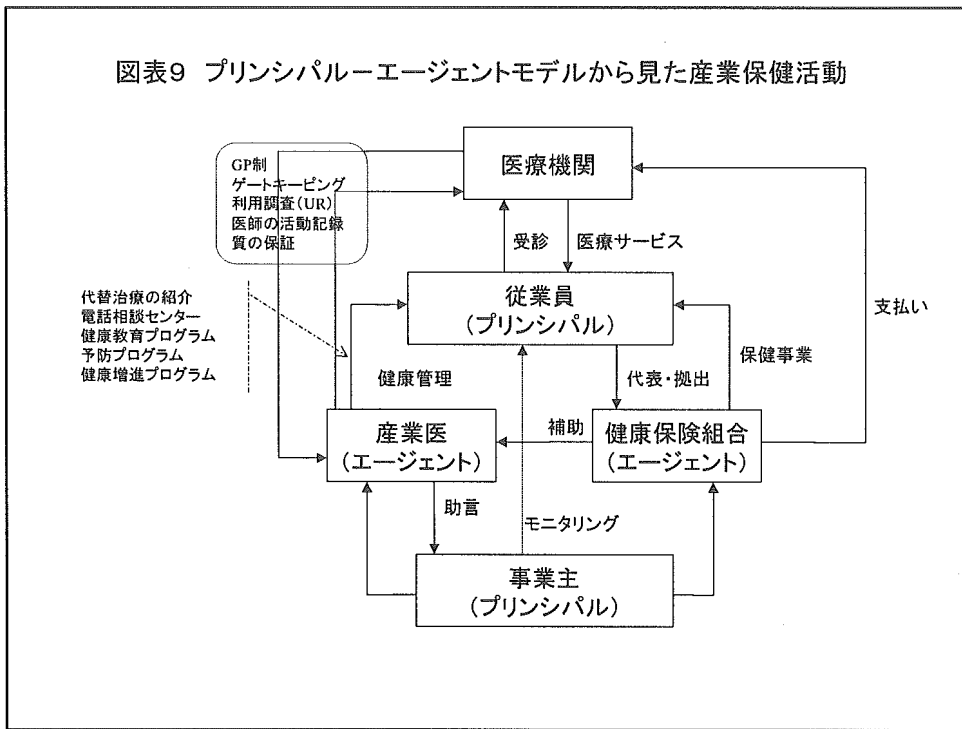 図表９ プリンシパルーエージェントモデルから見た産業保健活動
医療機関
GP制
ゲートキーピング
利用調査（UR）
医師の活動記録
質の保証
受診
医療サービス
従業員
（プリンシパル）
支払い
代替治療の紹介
電話相談センター
健康教育プログラム
予防プログラム
健康増進プログラム
健康管理
代表・拠出
保健事業
産業医
（エージェント）
補助
健康保険組合
（エージェント）
助言
モニタリング
事業主
（プリンシパル）